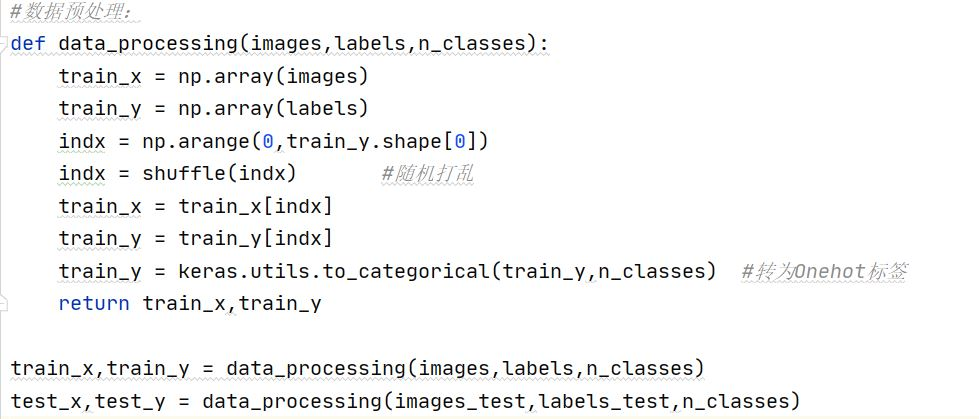 #数据预处理：
def data_processing(images,labels,n_classes):
    train_x = np.array(images)
    train_y = np.array(labels)
    indx = np.arange(0,train_y.shape[0])
    indx = shuffle(indx)       #随机打乱
    train_x = train_x[indx]
    train_y = train_y[indx]
    train_y = keras.utils.to_categorical(train_y,n_classes)  #转为Onehot标签
    return train_x,train_y

train_x,train_y = data_processing(images,labels,n_classes)
test_x,test_y = data_processing(images_test,labels_test,n_classes)